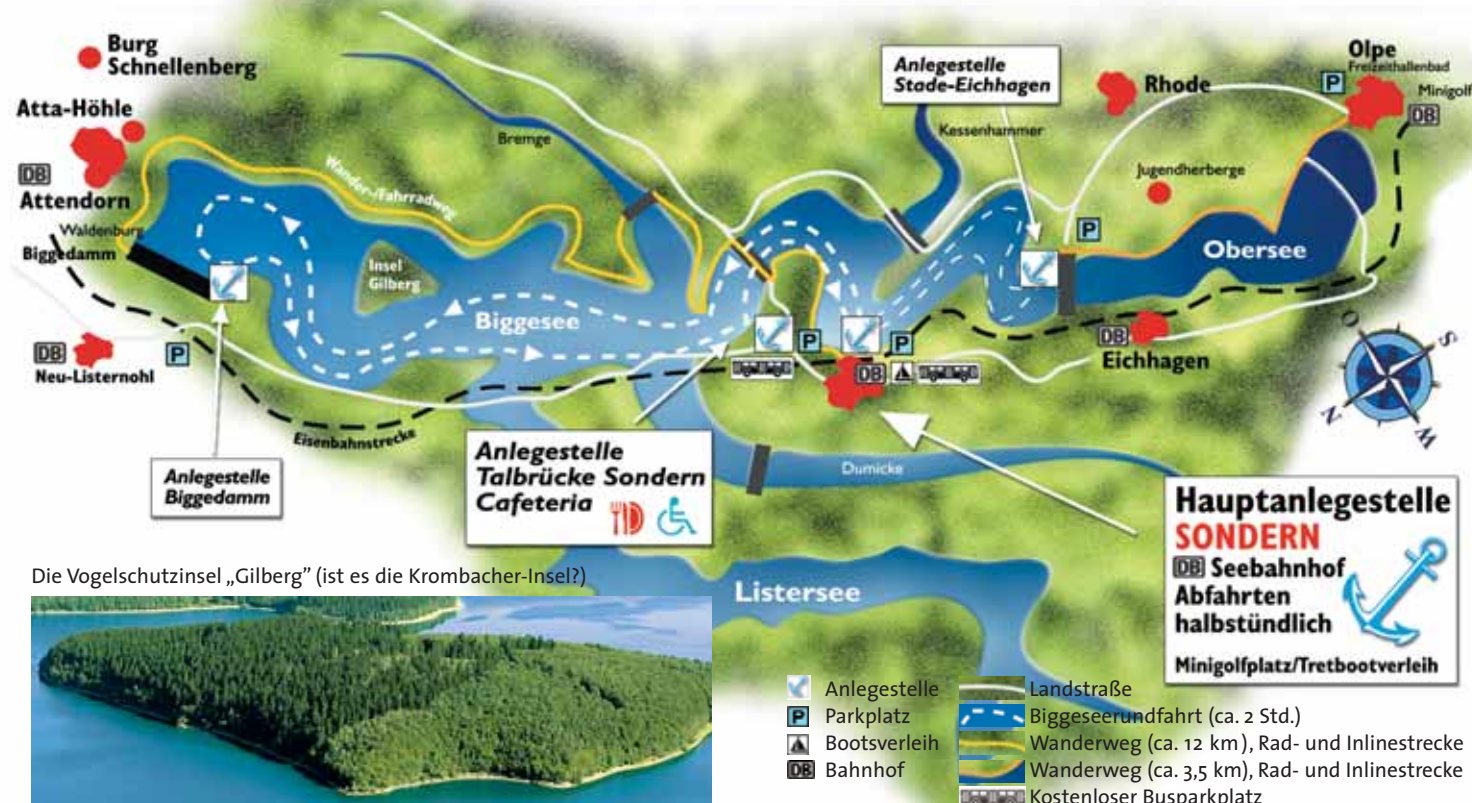 Burg
Schnellenberg
Atta-Höhle
DB
Attendorn
Waldenburg
Biggedamm
DB
Neu-Listernohl
P
Eisenbahnstrecke
Anlegestelle
Biggedamm
Bremge
Wander-/Fahrradweg
Insel
Gilberg
Biggesee
Anlegestelle
Talbrücke Sondern
Cafeteria
P
P
DB
Anlegestelle
Stade-Eichhagen
Kessenhammer
Rhode
Jugendherberge
P
Olpe
Freizeithallenbad
P
Minigolf
DB
Obersee
DB
Eichhagen
O
S
N
W
Dumicke
Listersee
Hauptanlegestelle
SONDERN
DB Seebahnhof
Abfahrten
halbstündlich
Minigolfplatz/Tretbootverleih
Die Vogelschutzinsel „Gilberg” (ist es die Krombacher-Insel?)
Anlegestelle
P Parkplatz
Bootsverleih
DB Bahnhof
Landstraße
Biggeseerundfahrt (ca. 2 Std.)
Wanderweg (ca. 12 km), Rad- und Inlinestrecke
Wanderweg (ca. 3,5 km), Rad- und Inlinestrecke
Kostenloser Busparkplatz